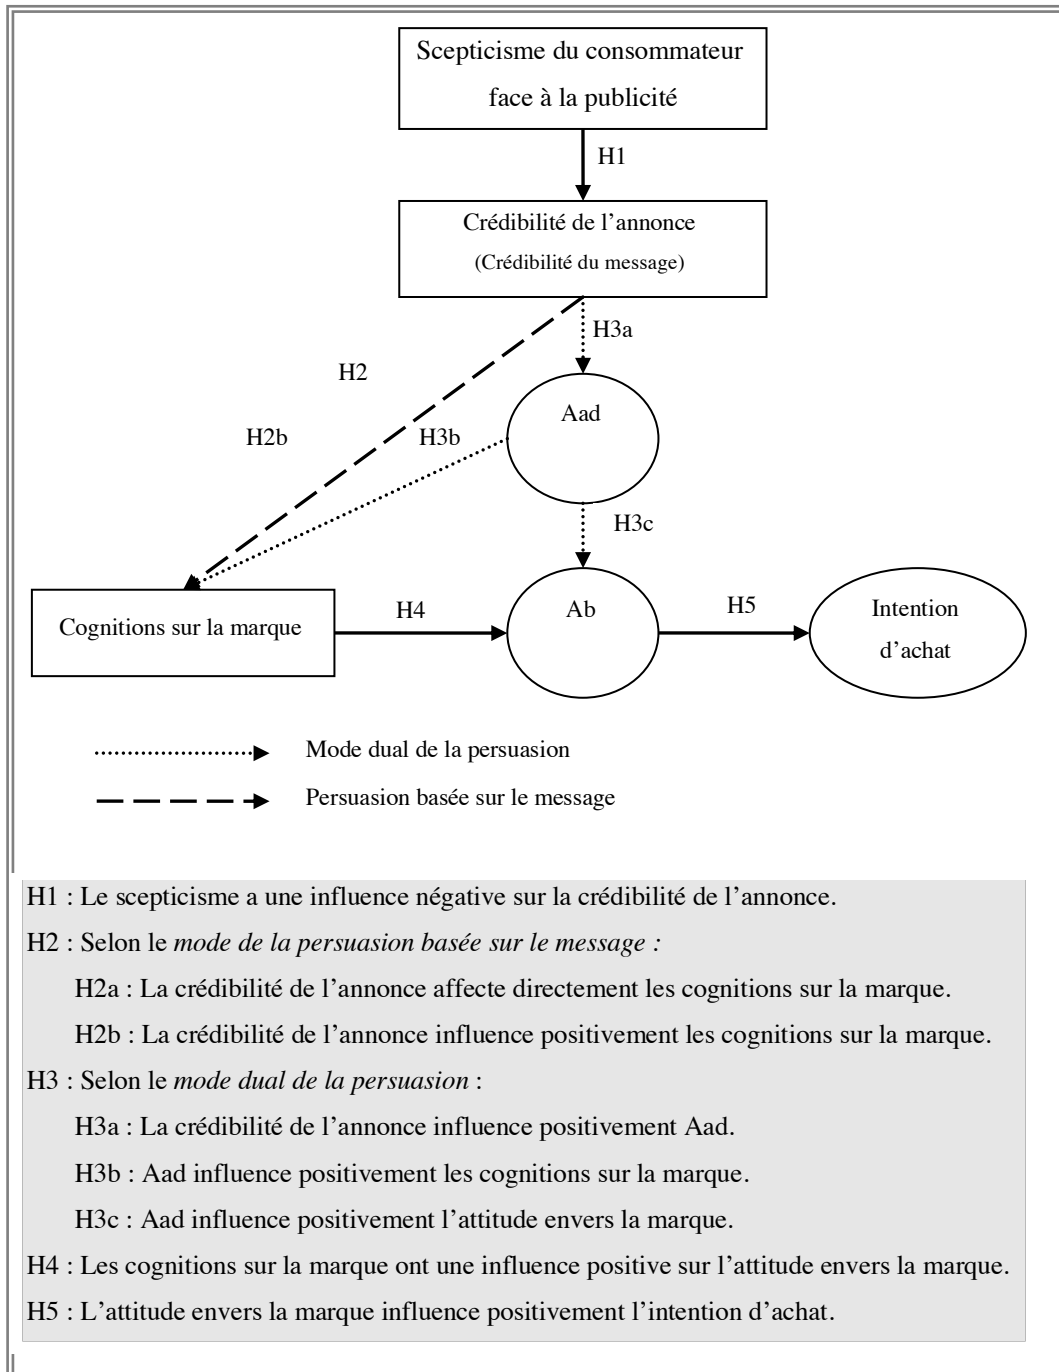 Scepticisme du consommateur
face à la publicité
H1
Crédibilité de l’annonce
(Crédibilité du message)
H3a
H2
Aad
H2b
H3b
H3c
Cognitions sur la marque
H4
Ab
H5
Intention
d’achat
Mode dual de la persuasion
Persuasion basée sur le message
H1 : Le scepticisme a une influence négative sur la crédibilité de l’annonce.
H2 : Selon le mode de la persuasion basée sur le message :
H2a : La crédibilité de l’annonce affecte directement les cognitions sur la marque.
H2b : La crédibilité de l’annonce influence positivement les cognitions sur la marque.
H3 : Selon le mode dual de la persuasion :
H3a : La crédibilité de l’annonce influence positivement Aad.
H3b : Aad influence positivement les cognitions sur la marque.
H3c : Aad influence positivement l’attitude envers la marque.
H4 : Les cognitions sur la marque ont une influence positive sur l’attitude envers la marque.
H5 : L’attitude envers la marque influence positivement l’intention d’achat.